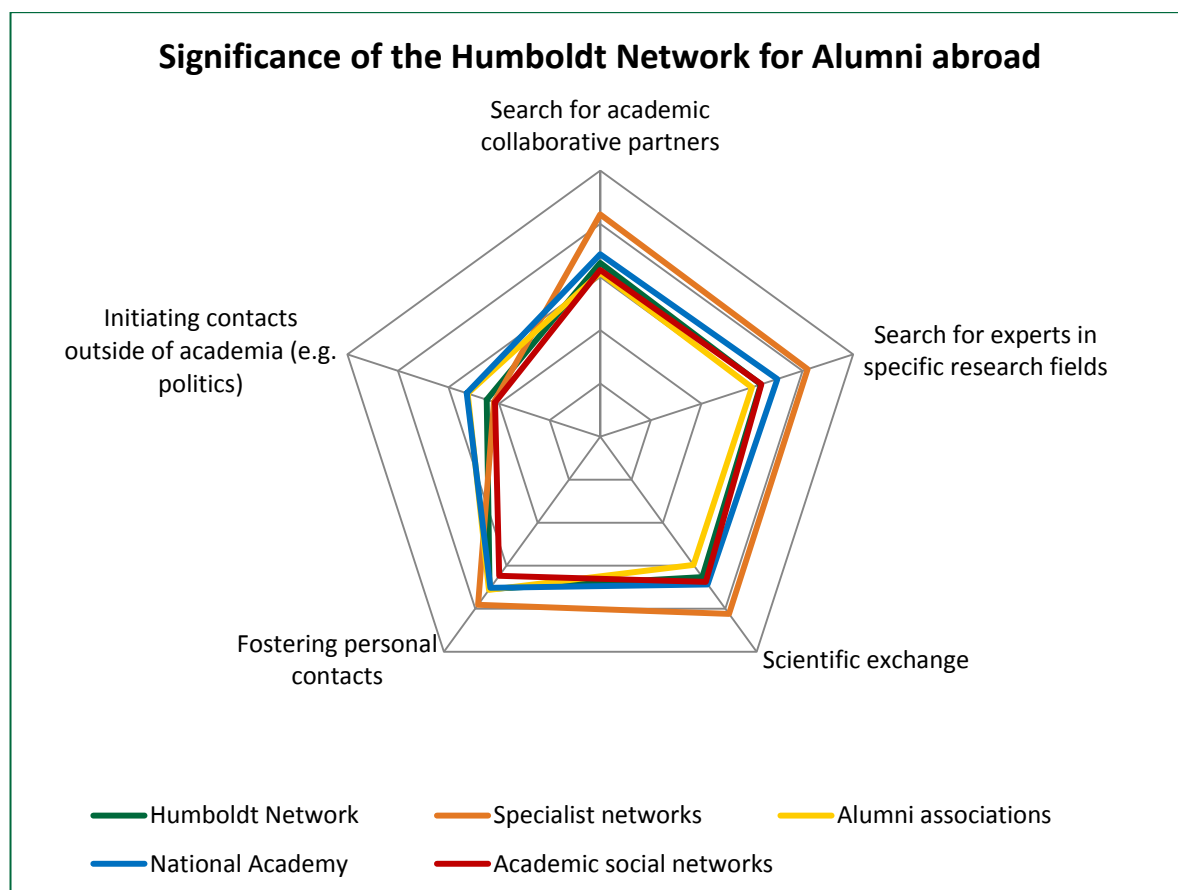 Significance of the Humboldt Network for Alumni abroad
Search for academic
collaborative partners
Search for experts in
specific research fields
Scientific exchange
Fostering personal
contacts
Initiating contacts
outside of academia (e.g.
politics)
Humboldt Network
Specialist networks
Alumni associations
National Academy
Academic social networks